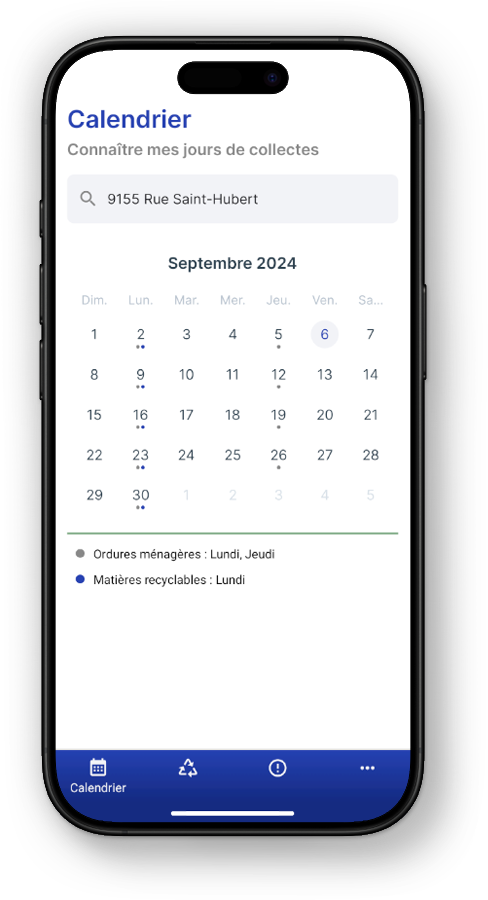 Calendrier
Connaître mes jours de collectes
9155 Rue Saint-Hubert
Septembre 2024
Dim. Lun. Mar. Mer. Jeu. Ven. Sa...
1 2 3 4 5 6 7
8 9 10 11 12 13 14
15 16 17 18 19 20 21
22 23 24 25 26 27 28
29 30 1 2 3 4 5
Ordures ménagères : Lundi, Jeudi
Matières recyclables : Lundi
Calendrier